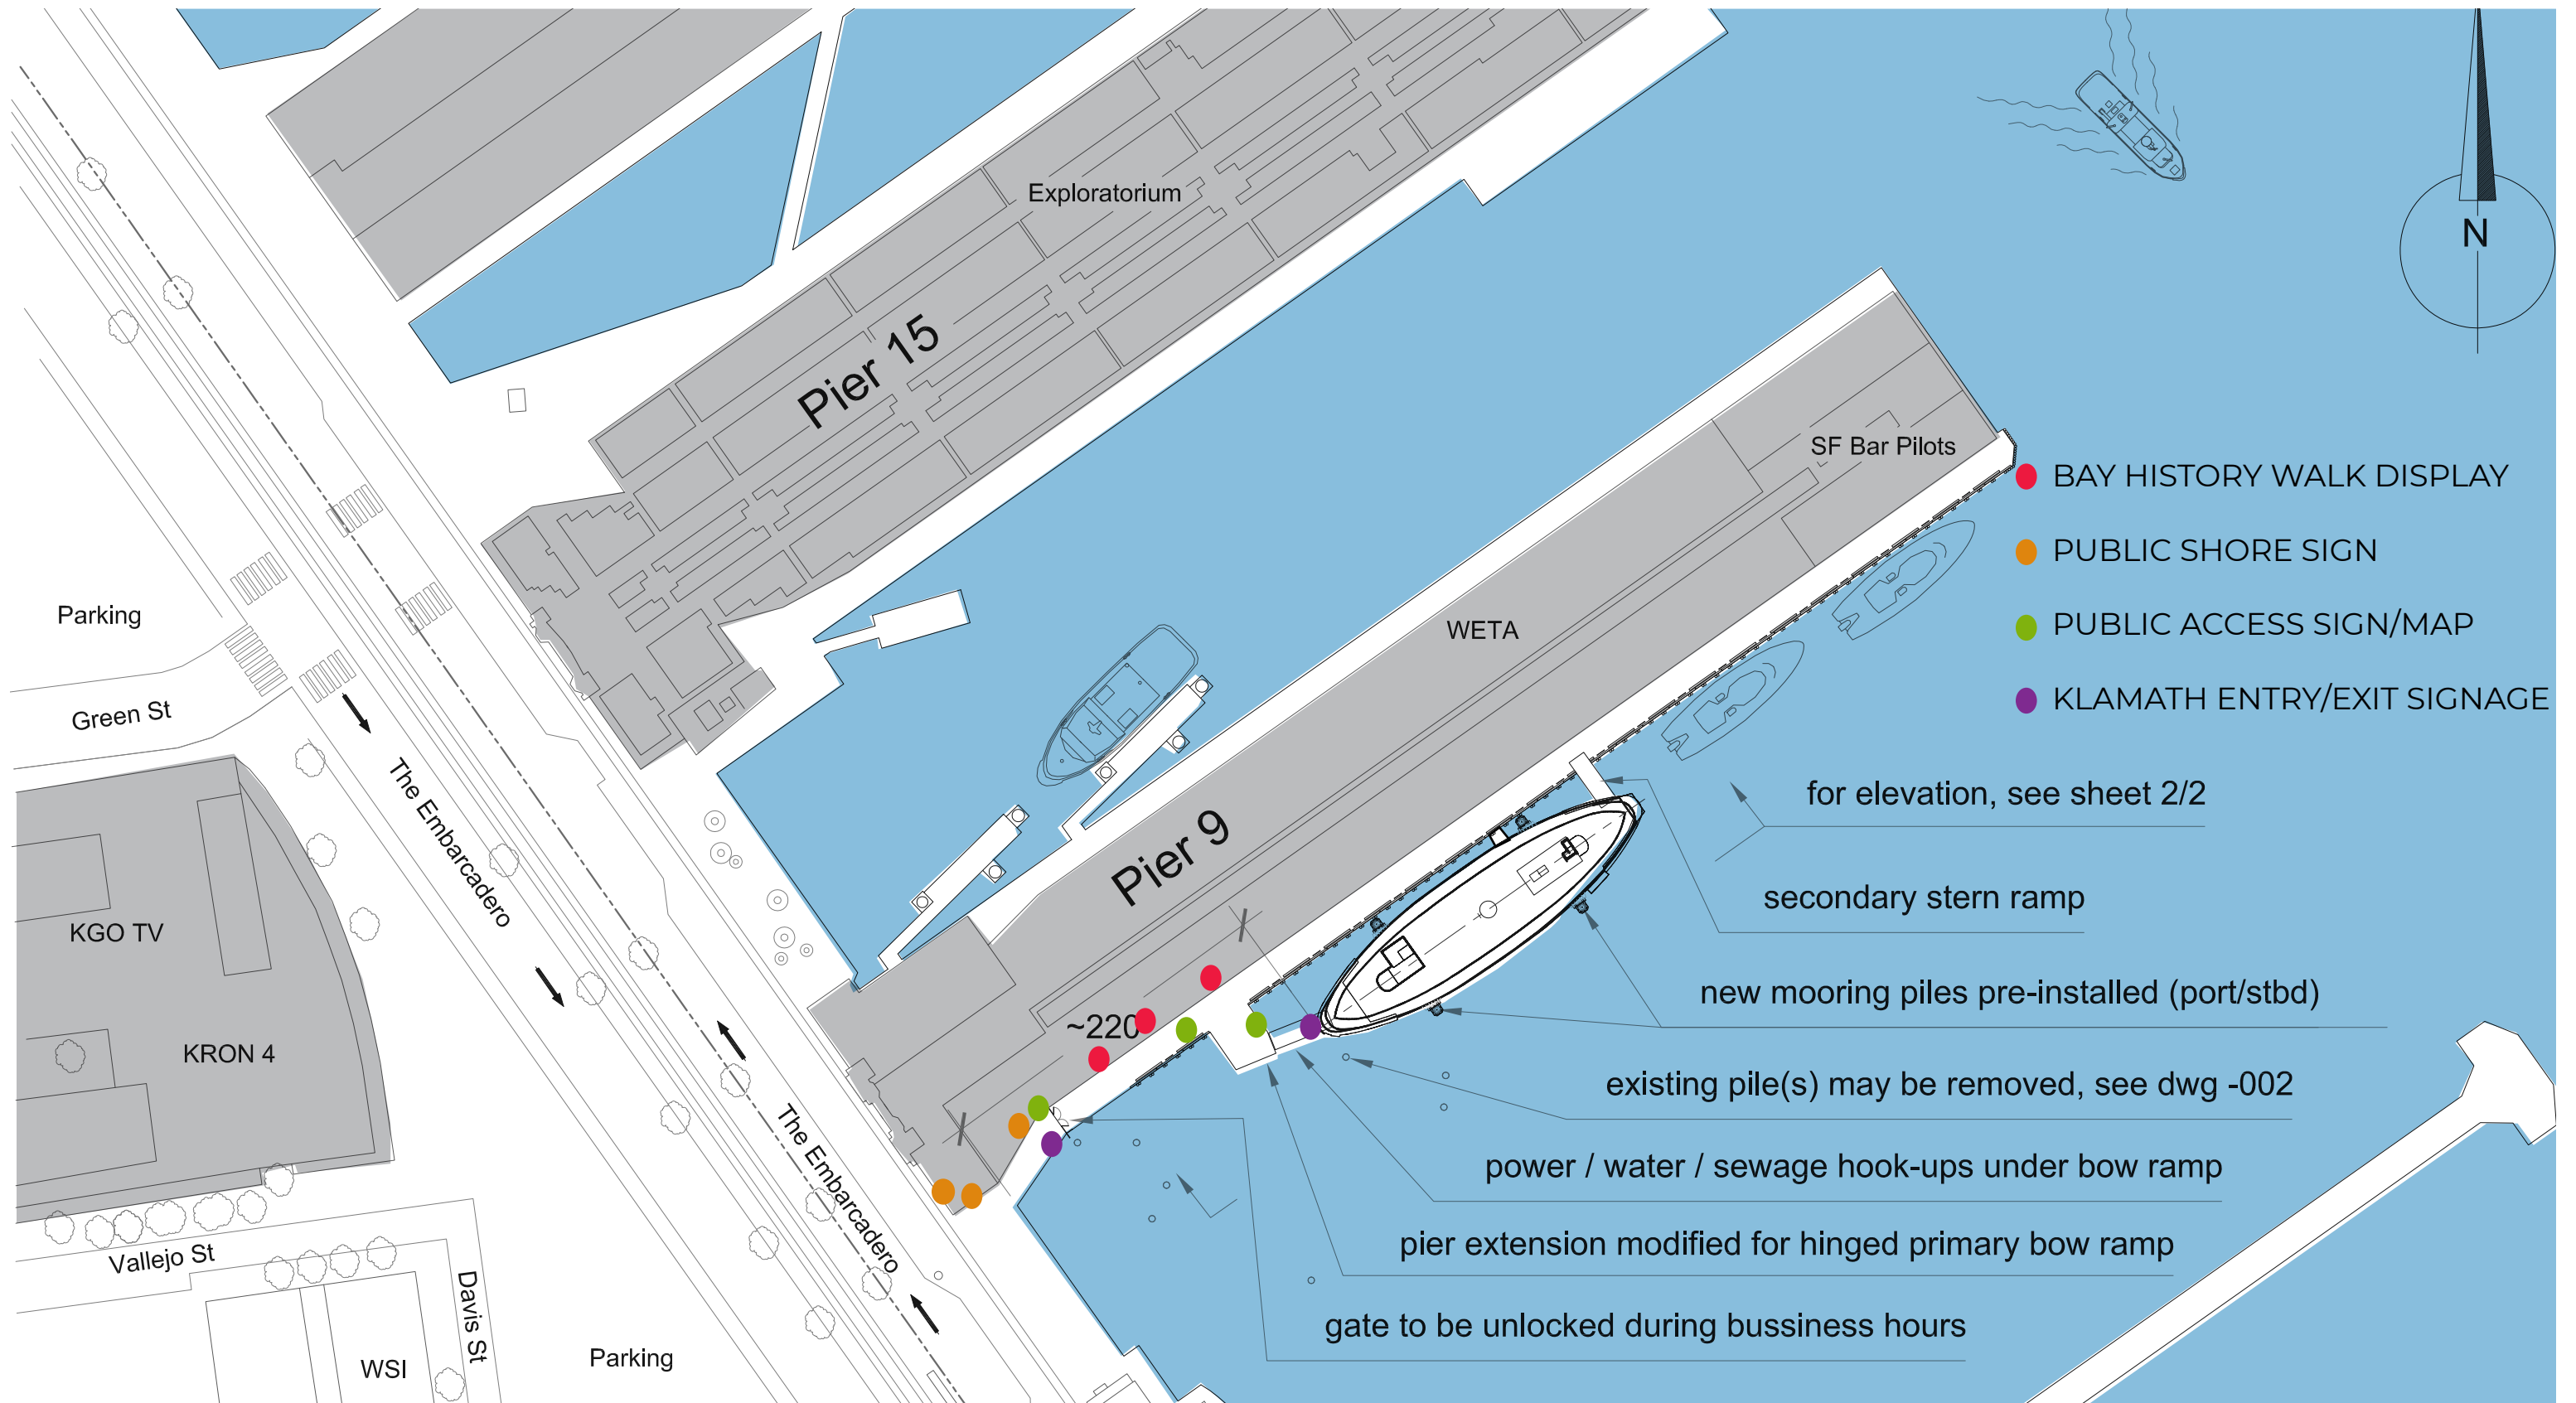 Exploratorium
N
Pier 15
SF Bar Pilots
BAY HISTORY WALK DISPLAY
PUBLIC SHORE SIGN
PUBLIC ACCESS SIGN/MAP
KLAMATH ENTRY/EXIT SIGNAGE
Parking
WETA
Green St
The Embarcadero
Pier 9
for elevation, see sheet 2/2
secondary stern ramp
KGO TV
new mooring piles pre-installed (port/stbd)
~220
KRON 4
existing pile(s) may be removed, see dwg -002
The Embarcadero
power / water / sewage hook-ups under bow ramp
pier extension modified for hinged primary bow ramp
Vallejo St
Davis St
gate to be unlocked during bussiness hours
WSI
Parking